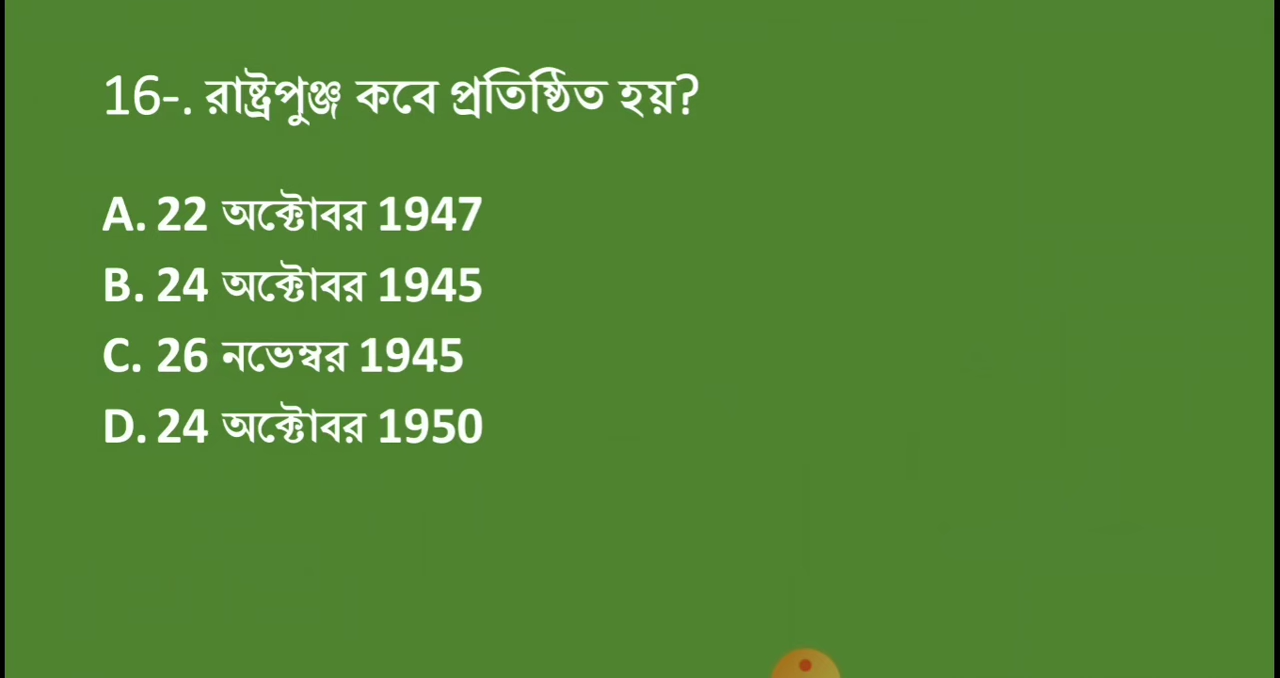 16-. রাষ্ট্রপুঞ্জ কবে প্রতিষ্ঠিত হয়?
A. 22 অক্টোবর 1947
B. 24 অক্টোবর 1945
C. 26 নভেম্বর 1945
D. 24 অক্টোবর 1950